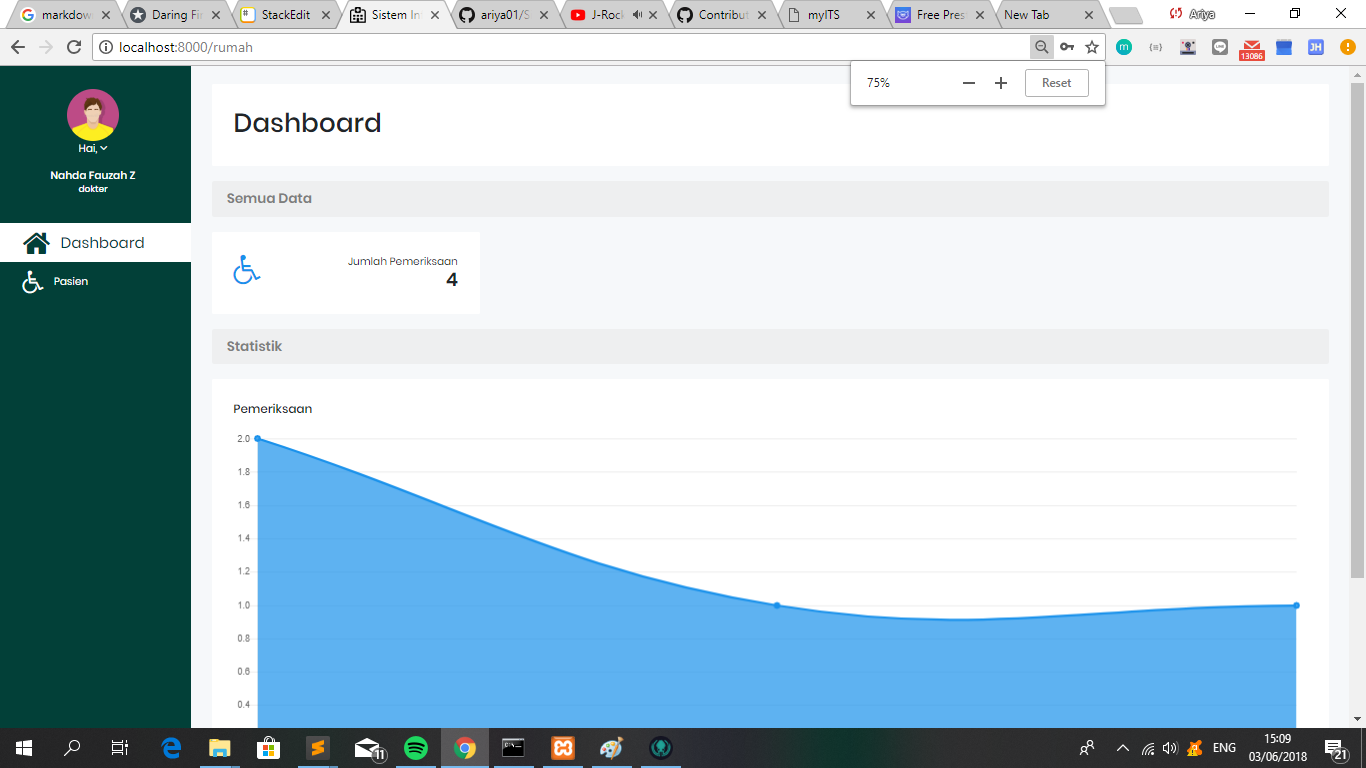 markdow
Daring Fi
StackEdit
Sistem In
ariya01/S
J-Rock
Contribut
myITS
Free Pres
New Tab
Ariya
localhost:8000/rumah
13086
75%
Reset
Hai,
Nahda Fauzah Z
dokter
Dashboard
Pasien
Dashboard
Semua Data
Jumlah Pemeriksaan
4
Statistik
Pemeriksaan
2.0
1.8
1.6
1.4
1.2
1.0
0.8
0.6
0.4
11
ENG
15:09
03/06/2018
21